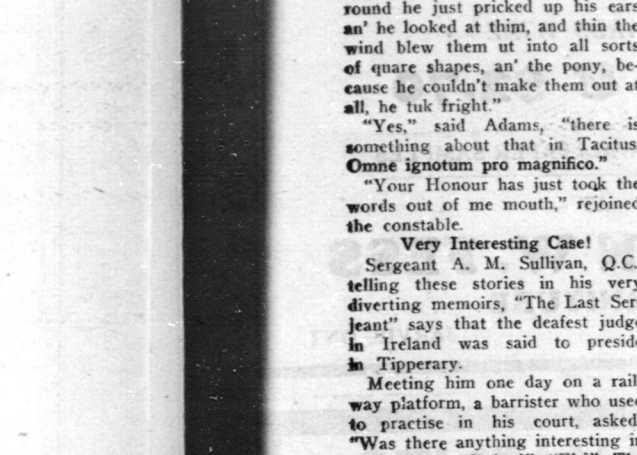 round he just pricked up his ears
an' he looked at thim, and thin the
wind blew them ut into all sorts
of quare shapes, an' the pony, be-
cause he couldn't make them out at
all, he tuk fright."
"Yes," said Adams, "there is
something about that in Tacitus
Omne ignotum pro magnifico."
"Your Honour has just took the
words out of me mouth," rejoined
the constable.
Very Interesting Case!
Sergeant A. M. Sullivan, Q.C.
telling these stories in his very
diverting memoirs, "The Last Ser
jeant" says that the deafest judge
in Ireland was said to preside
in Tipperary.
Meeting him one day on a rail
way platform, a barrister who used
to practise in his court, asked
"Was there anything interesting in